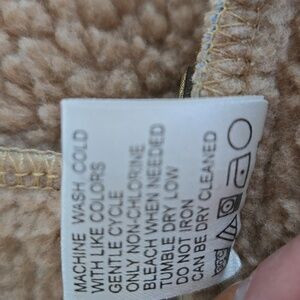 MACHINE WASH COLD
WITH LIKE COLORS
GENTLE CYCLE
ONLY NON-CHLORINE
BLEACH WHEN NEEDED
TUMBLE DRY LOW
DO NOT IRON
CAN BE DRY CLEANED
30C